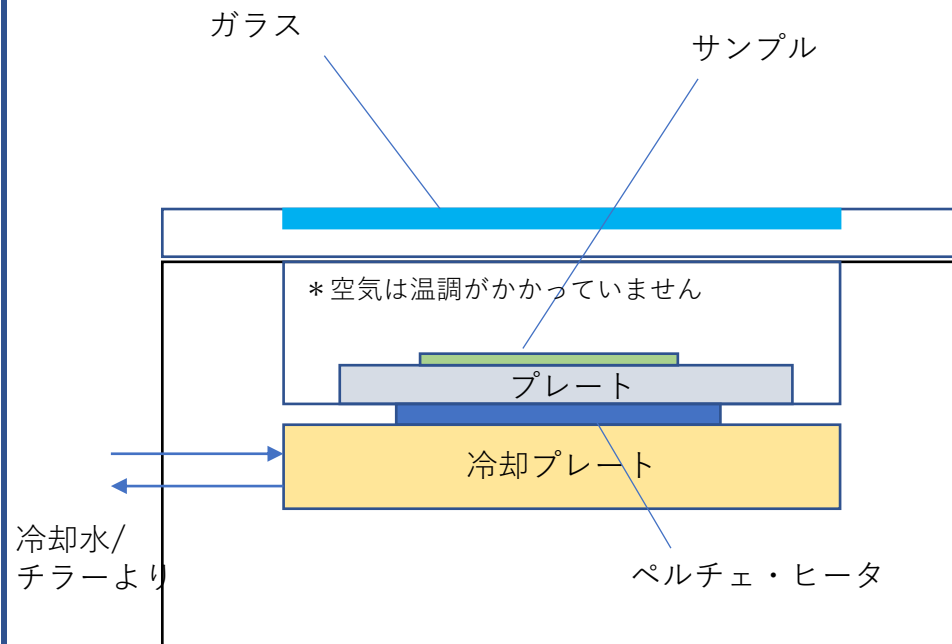 ガラス
サンプル
＊空気は温調がかかっていません
プレート
冷却プレート
冷却水/
チラーより
ペルチェ・ヒータ